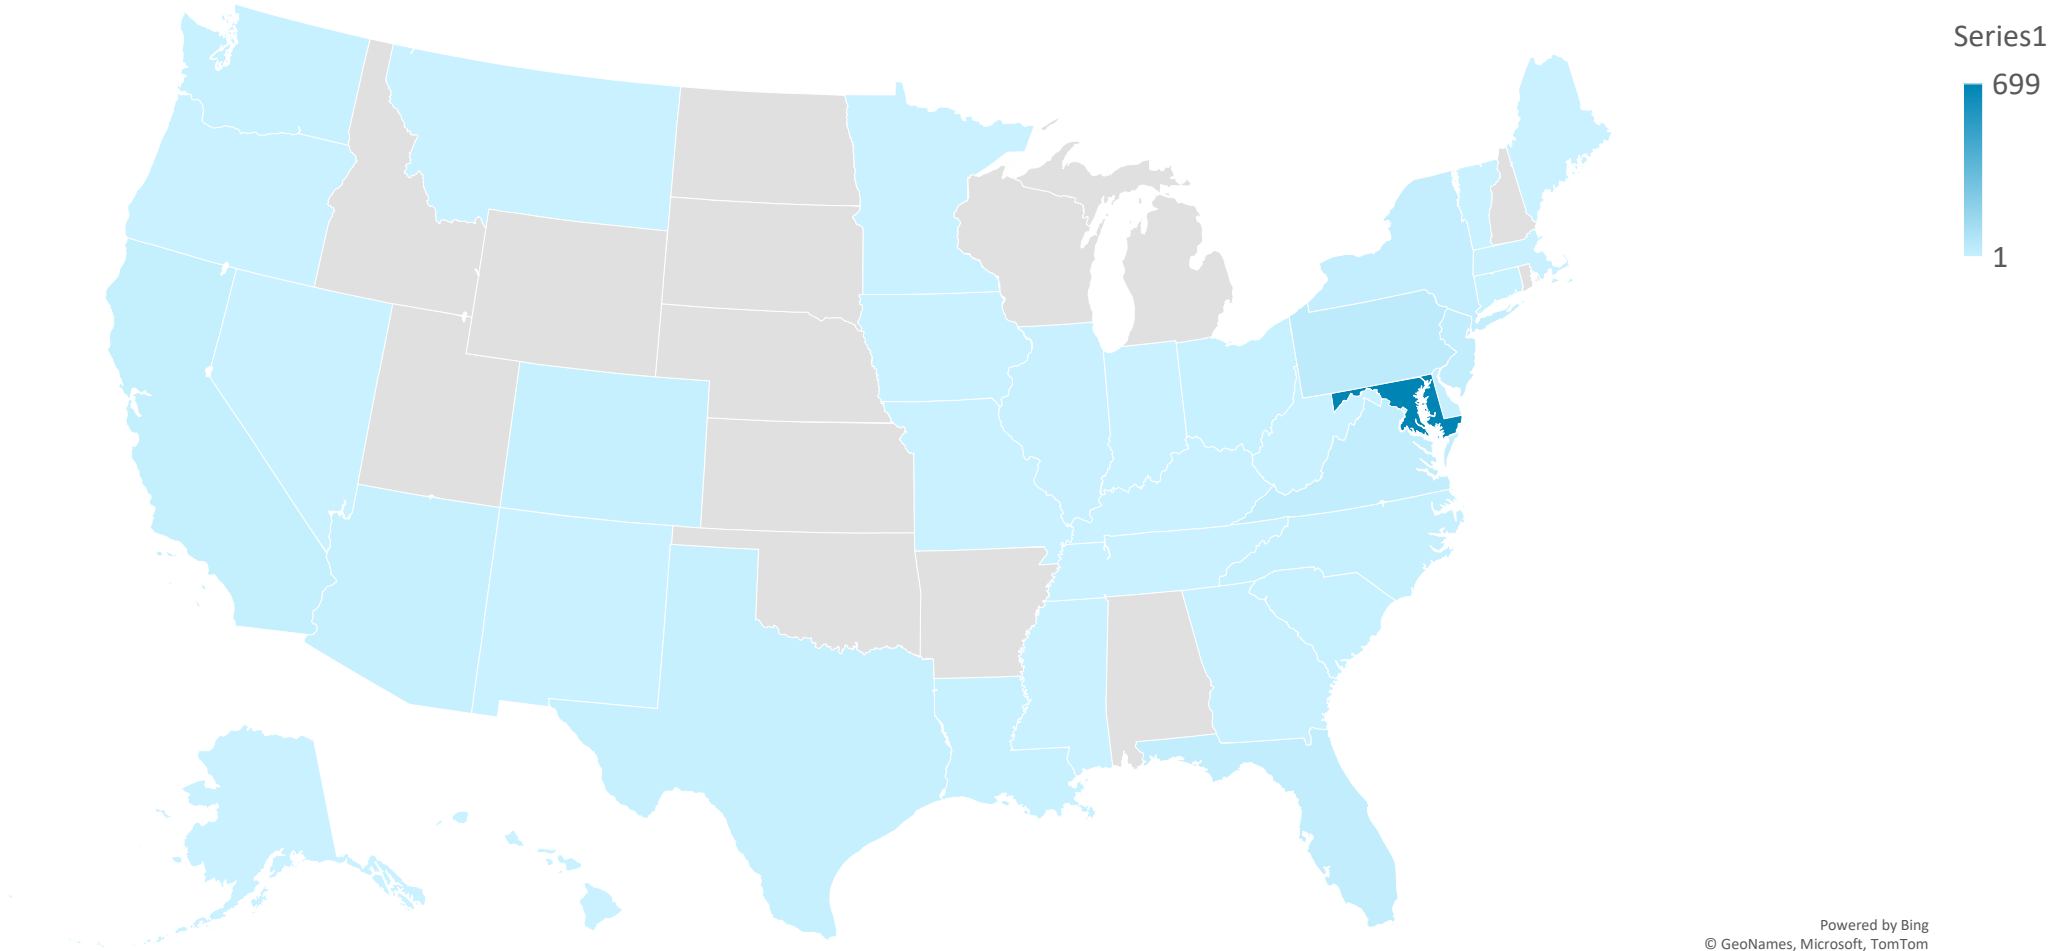 Series1
699
1
Powered by Bing
© GeoNames, Microsoft, TomTom